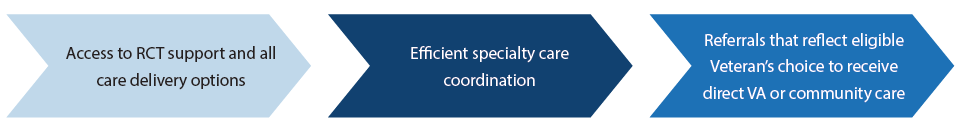 Access to RCT support and all
care delivery options
Efficient specialty care
coordination
Referrals that reflect eligible
Veteran's choice to receive
direct VA or community care